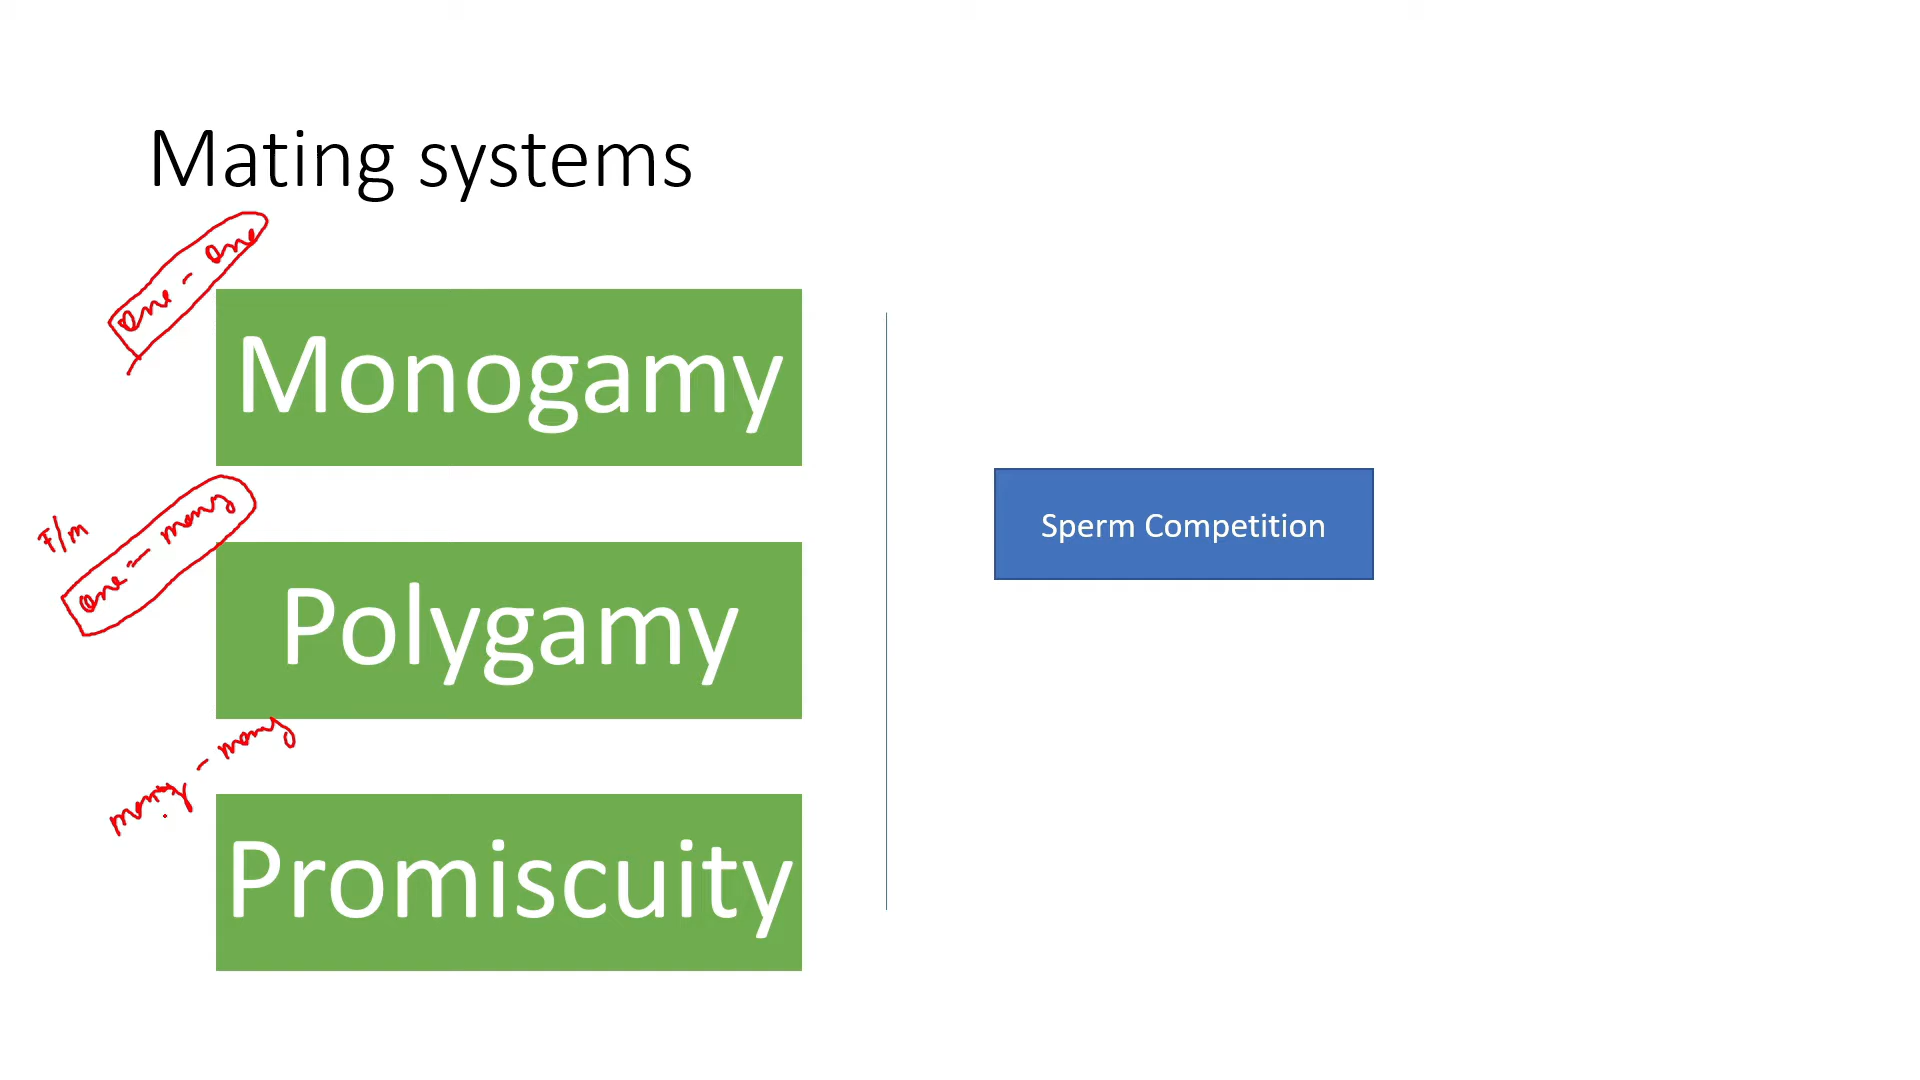 Mating systems
one - one
Monogamy
F/m
one - many
Polygamy
many - many
Promiscuity
Sperm Competition